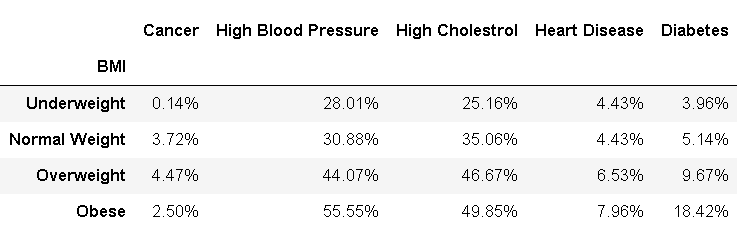 Cancer High Blood Pressure High Cholestrol Heart Disease Diabetes
BMI
Underweight 0.14% 28.01% 25.16% 4.43% 3.96%
Normal Weight 3.72% 30.88% 35.06% 4.43% 5.14%
Overweight 4.47% 44.07% 46.67% 6.53% 9.67%
Obese 2.50% 55.55% 49.85% 7.96% 18.42%